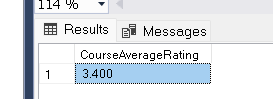 114 %
Results Messages
CourseAverageRating
1 3.400